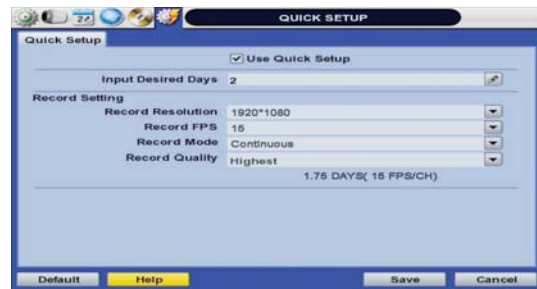 QUICK SETUP
Quick Setup
Use Quick Setup
Input Desired Days 2
Record Setting
Record Resolution 1920*1080
Record FPS 15
Record Mode Continuous
Record Quality Highest
1.75 DAYS( 15 FPS/CH)
Default Help Save Cancel